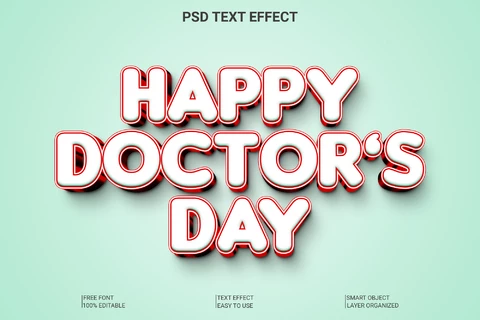 PSD TEXT EFFECT
HAPPY
DOCTOR‘S
DAY
FREE FONT
100% EDITABLE
TEXT EFFECT
EASY TO USE
SMART OBJECT
LAYER ORGANIZED